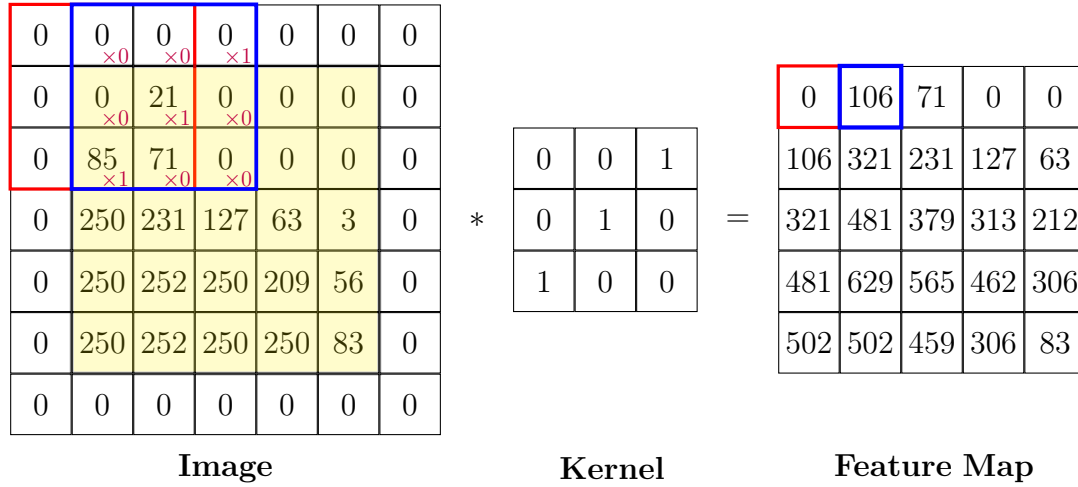 0 0 0 0 0 0 0
×0 ×0 ×1
0 0 21 0 0 0 0
×0 ×1 ×0
0 85 71 0 0 0 0
×1 ×0 ×0
0 250 231 127 63 3 0
0 250 252 250 209 56 0
0 250 252 250 250 83 0
0 0 0 0 0 0 0
Image
*
0 0 1
0 1 0
1 0 0
Kernel
=
0 106 71 0 0
106 321 231 127 63
321 481 379 313 212
481 629 565 462 306
502 502 459 306 83
Feature Map